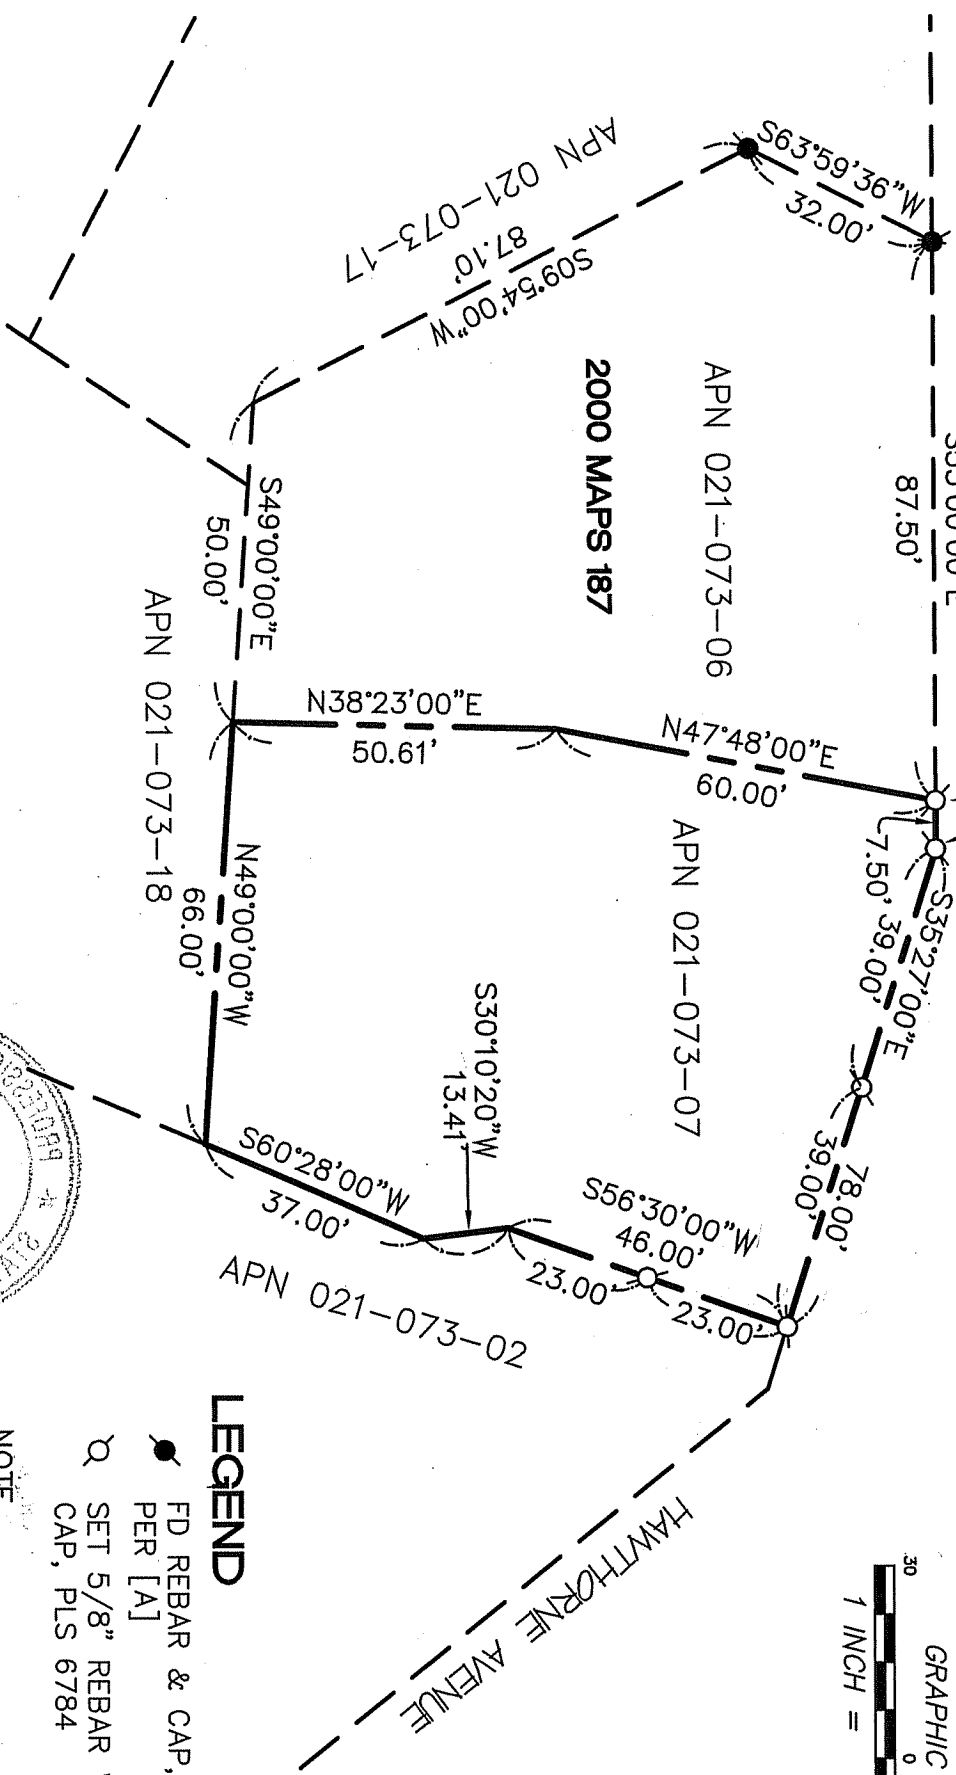 S63°59'36"W
32.00'
APN 021-073-17
87.10'
S09°54'00"W
2000 MAPS 187
APN 021-073-06
87.50'
S49°00'00"E
50.00'
APN 021-073-18
N38°23'00"E
50.61'
N47°48'00"E
60.00'
7.50'
S35°27'00"E
39.00'
78.00'
39.00'
APN 021-073-07
N49°00'00"W
66.00'
S30°10'20"W
13.41'
S56°30'00"W
46.00'
23.00'
23.00'
S60°28'00"W
37.00'
APN 021-073-02
HAWTHORNE AVENUE
LEGEND
FD REBAR & CAP,
PER [A]
SET 5/8" REBAR
CAP, PLS 6784
NOTE
GRAPHIC
30 0
1 INCH =